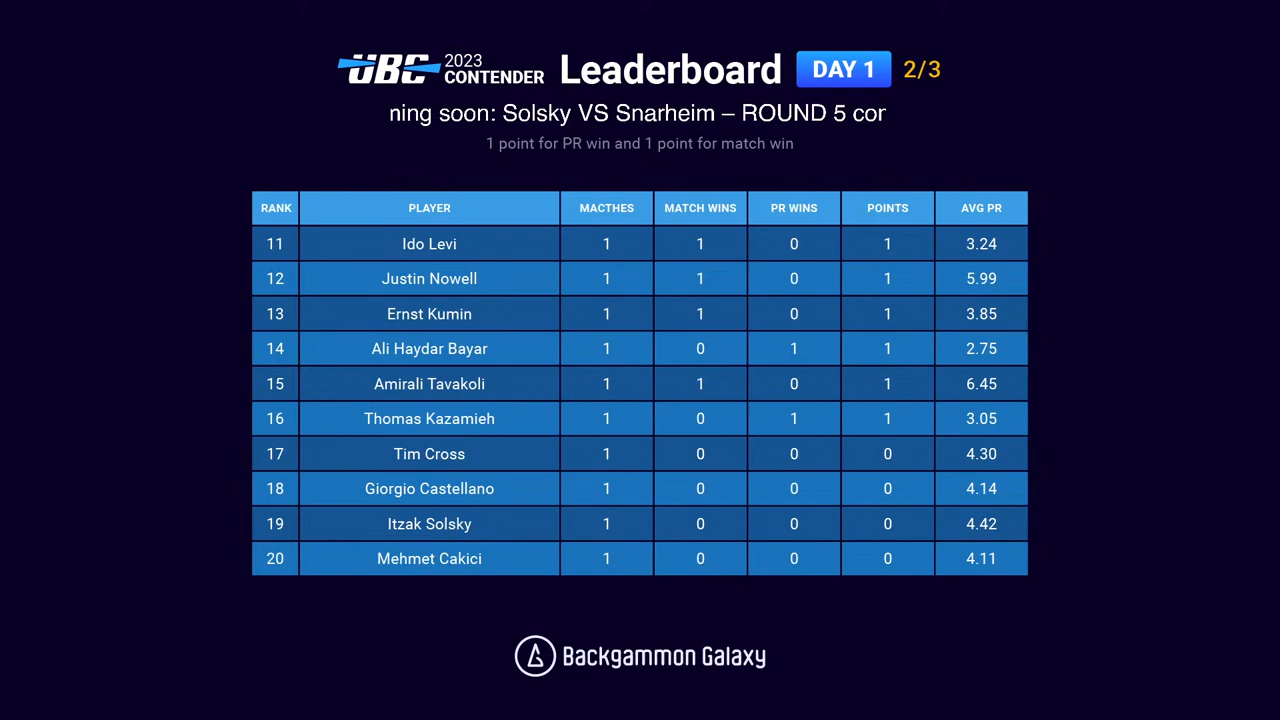 UBC 2023 CONTENDER Leaderboard DAY 1 2/3
ning soon: Solsky VS Snarheim – ROUND 5 cor
1 point for PR win and 1 point for match win
RANK PLAYER MACTHES MATCH WINS PR WINS POINTS AVG PR
11 Ido Levi 1 1 0 1 3.24
12 Justin Nowell 1 1 0 1 5.99
13 Ernst Kumin 1 1 0 1 3.85
14 Ali Haydar Bayar 1 0 1 1 2.75
15 Amirali Tavakoli 1 1 0 1 6.45
16 Thomas Kazamieh 1 0 1 1 3.05
17 Tim Cross 1 0 0 0 4.30
18 Giorgio Castellano 1 0 0 0 4.14
19 Itzak Solsky 1 0 0 0 4.42
20 Mehmet Cakici 1 0 0 0 4.11
Backgammon Galaxy